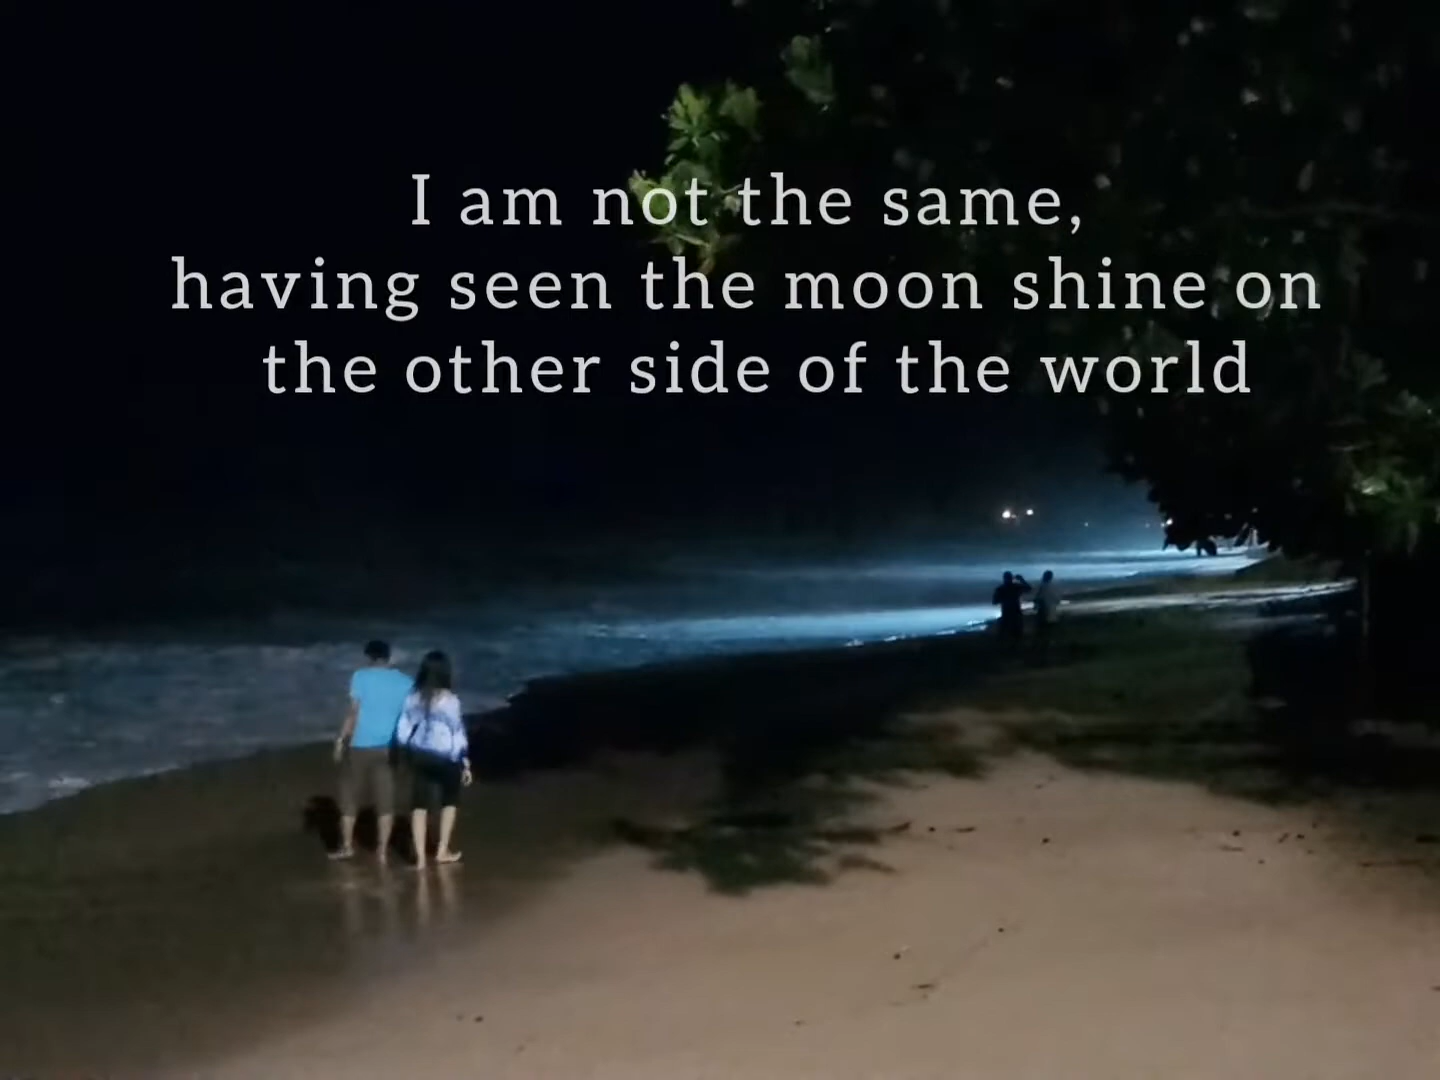 I am not the same,
having seen the moon shine on
the other side of the world